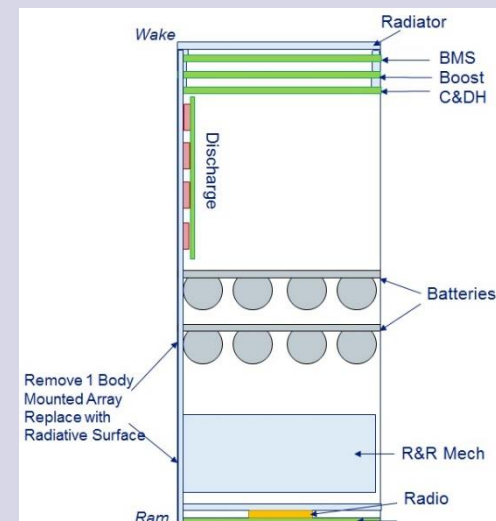 Wake
Radiator
BMS
Boost
C&DH
Discharge
Batteries
Remove 1 Body
Mounted Array
Replace with
Radiative Surface
R&R Mech
Radio
Ram